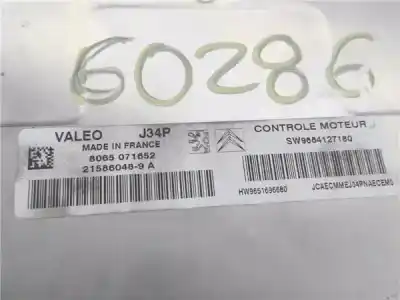 60286
VALEO J34P
MADE IN FRANCE
8065 071652
21586048-9 A
CONTROLE MOTEUR
SW9664127180
HW9651696680
JCAECMMEJ34PNAECEM0